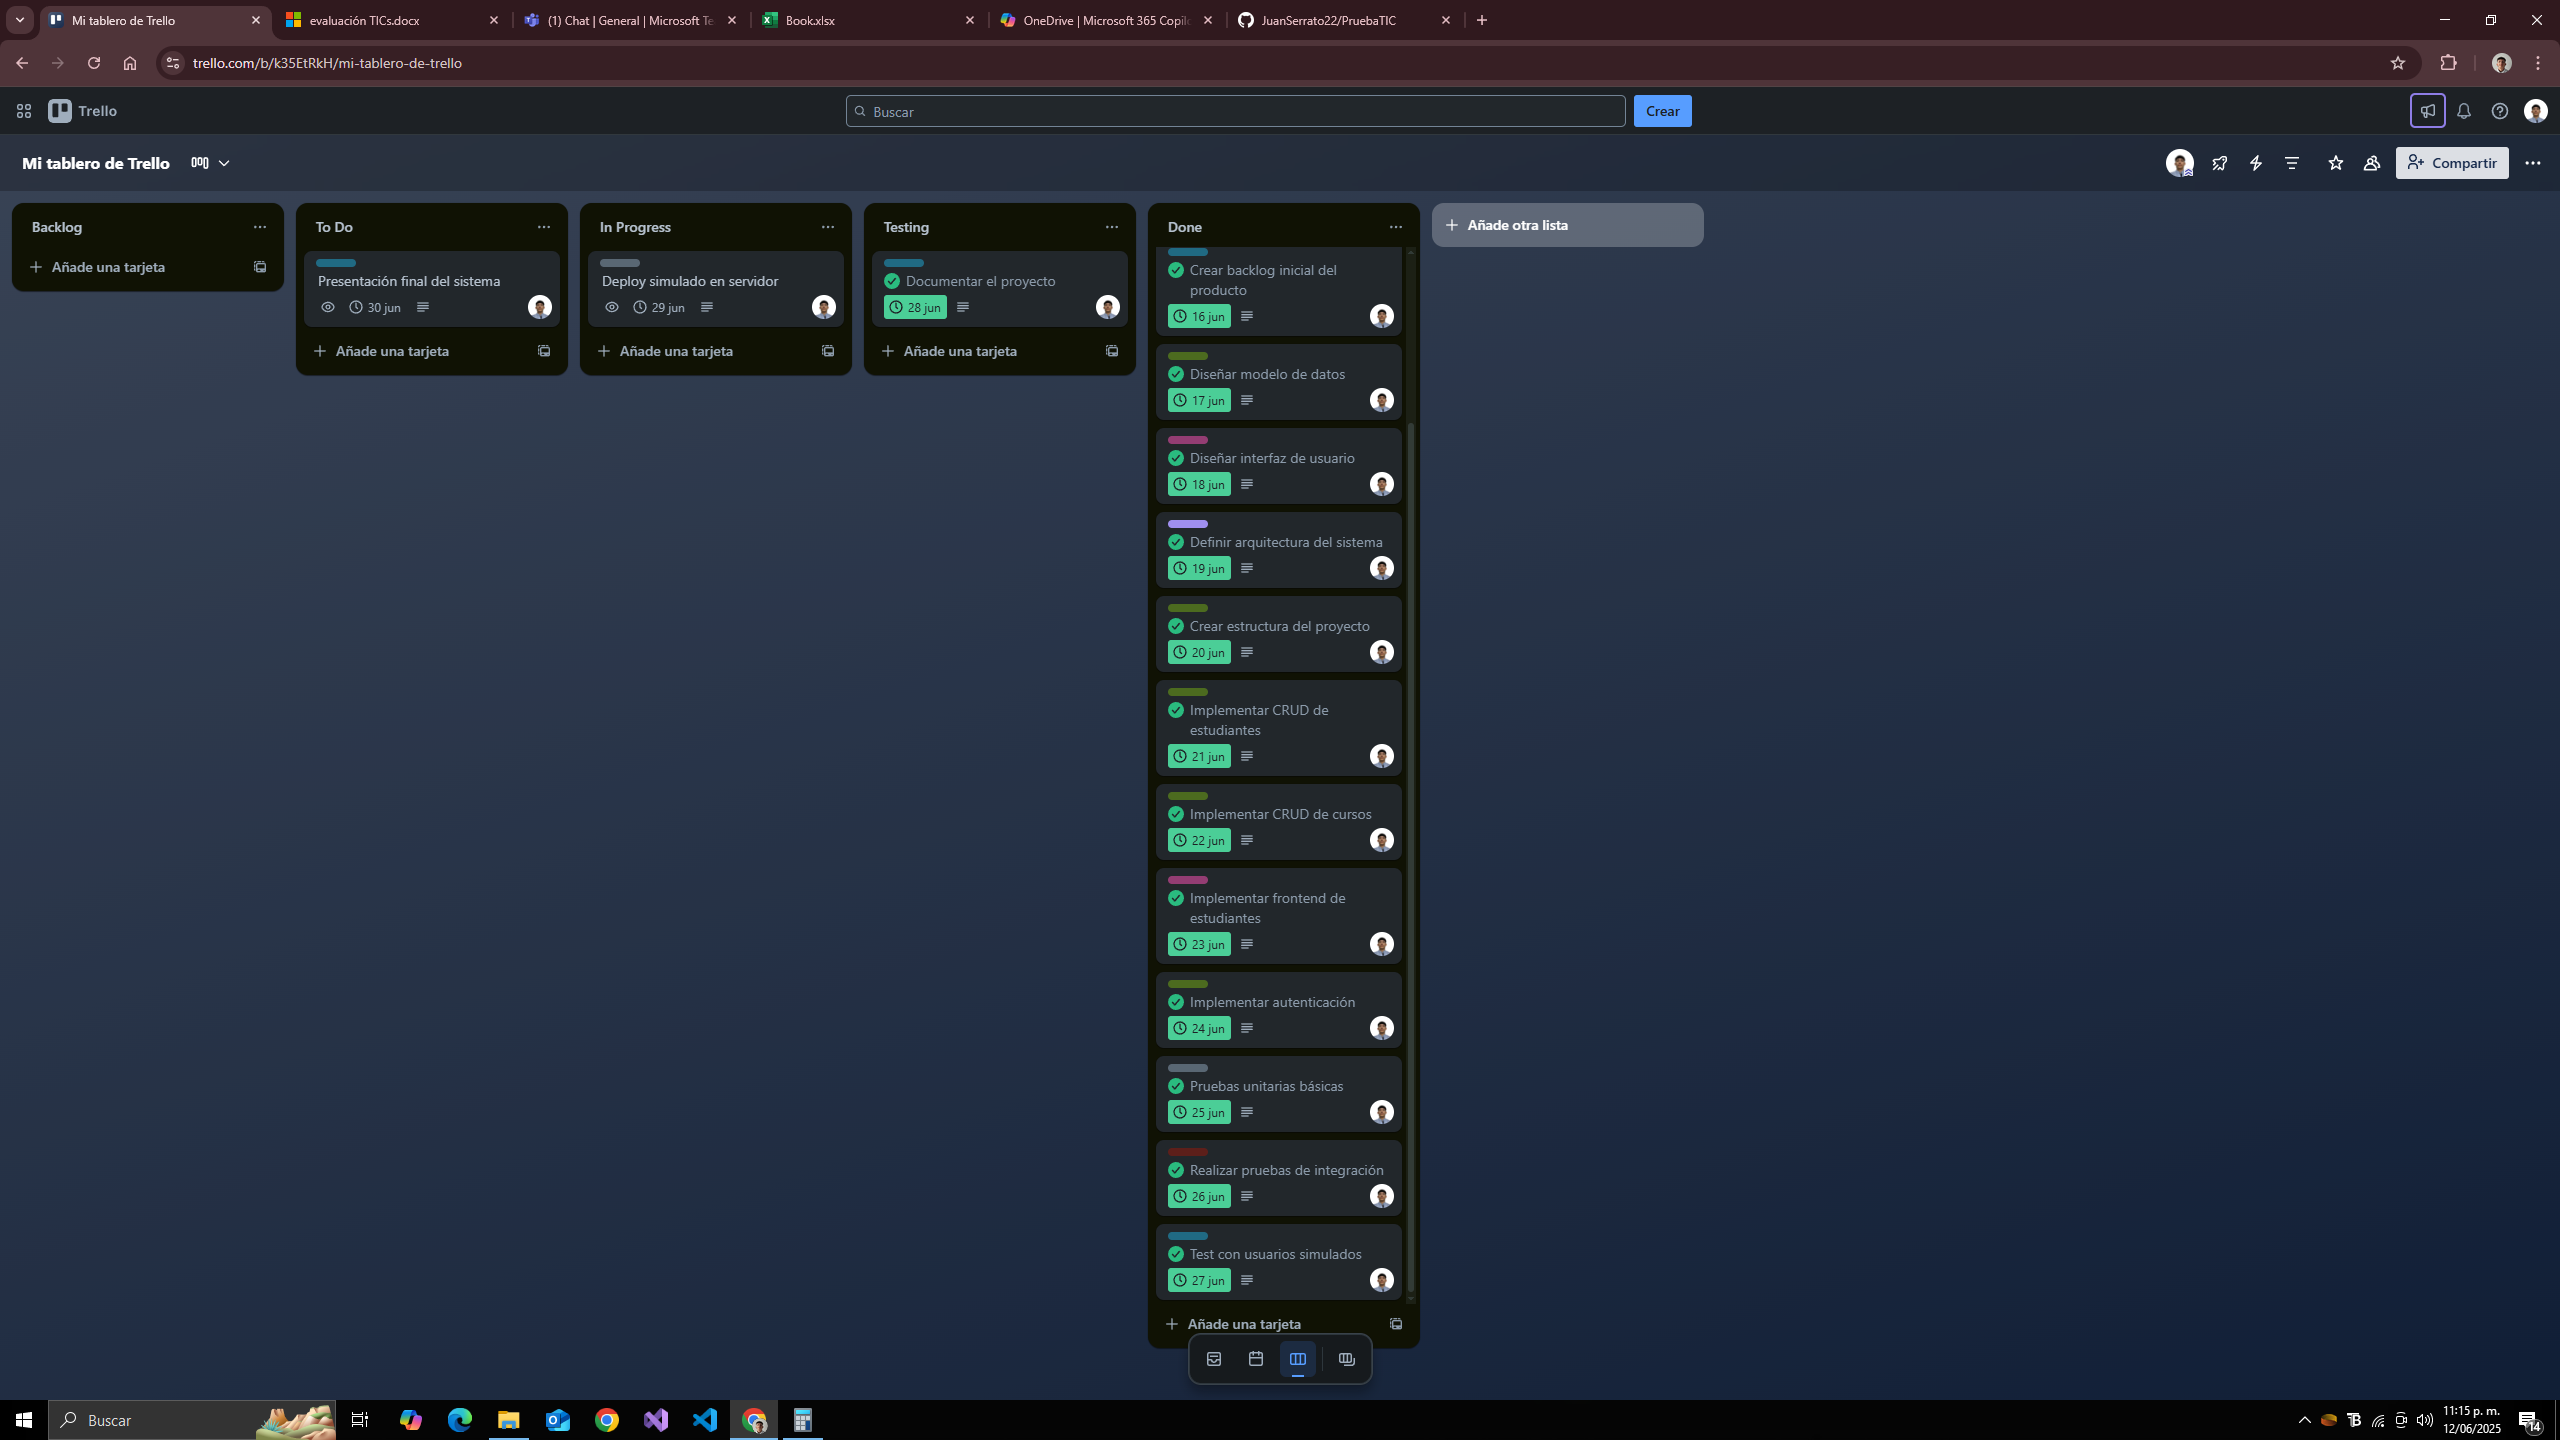 Mi tablero de Trello
evaluación TICs.docx
(1) Chat | General | Microsoft Te
Book.xlsx
OneDrive | Microsoft 365 Copil
JuanSerrato22/PruebaTIC
trello.com/b/k35EtRkH/mi-tablero-de-trello
Trello
Buscar
Crear
Mi tablero de Trello
Compartir
Backlog
Añade una tarjeta
To Do
Presentación final del sistema
30 jun
Añade una tarjeta
In Progress
Deploy simulado en servidor
29 jun
Añade una tarjeta
Testing
Documentar el proyecto
28 jun
Añade una tarjeta
Done
Crear backlog inicial del
producto
16 jun
Diseñar modelo de datos
17 jun
Diseñar interfaz de usuario
18 jun
Definir arquitectura del sistema
19 jun
Crear estructura del proyecto
20 jun
Implementar CRUD de
estudiantes
21 jun
Implementar CRUD de cursos
22 jun
Implementar frontend de
estudiantes
23 jun
Implementar autenticación
24 jun
Pruebas unitarias básicas
25 jun
Realizar pruebas de integración
26 jun
Test con usuarios simulados
27 jun
Añade una tarjeta
Añade otra lista
Buscar
11:15 p. m.
12/06/2025
14